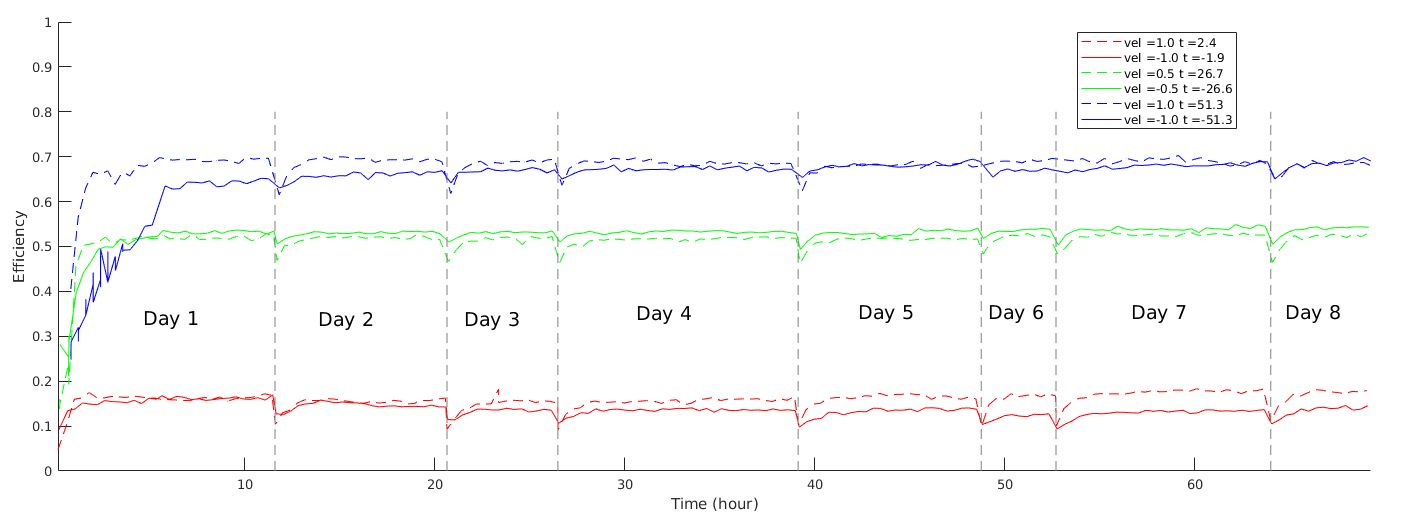 1
0.9
0.8
0.7
0.6
0.5
0.4
0.3
0.2
0.1
0
Efficiency
vel =1.0 t =2.4
vel =-1.0 t =-1.9
vel =0.5 t =26.7
vel =-0.5 t =-26.6
vel =1.0 t =51.3
vel =-1.0 t =-51.3
Day 1
Day 2
Day 3
Day 4
Day 5
Day 6
Day 7
Day 8
10
20
30
40
50
60
Time (hour)